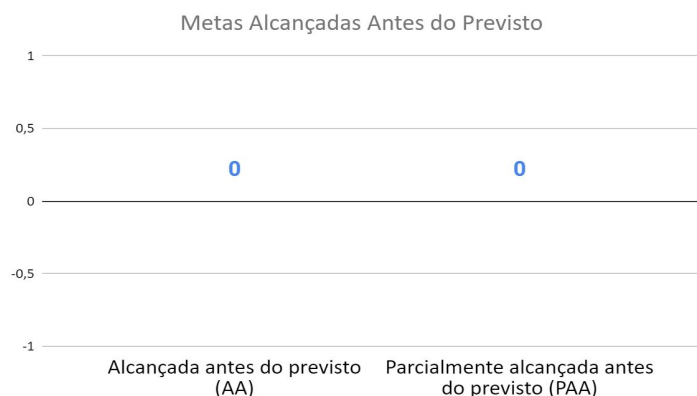 Metas Alcançadas Antes do Previsto
1
0,5
0
0
0
-0,5
-1
Alcançada antes do previsto
(AA)
Parcialmente alcançada antes
do previsto (PAA)